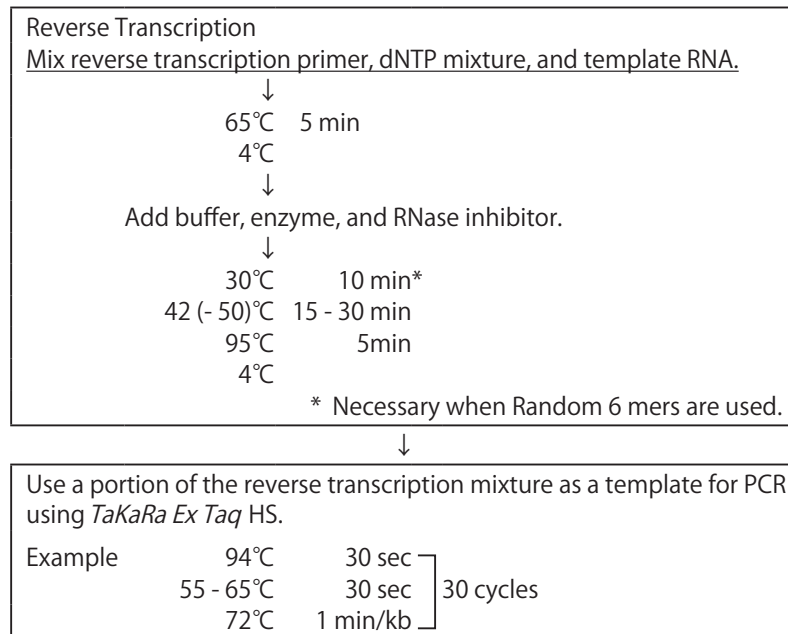 Reverse Transcription
Mix reverse transcription primer, dNTP mixture, and template RNA.
↓
65℃ 5 min
4℃
↓
Add buffer, enzyme, and RNase inhibitor.
↓
30℃ 10 min*
42 (- 50)℃ 15 - 30 min
95℃ 5min
4℃
* Necessary when Random 6 mers are used.
↓
Use a portion of the reverse transcription mixture as a template for PCR
using TaKaRa Ex Taq HS.
Example 94℃ 30 sec
55 - 65℃ 30 sec 30 cycles
72℃ 1 min/kb